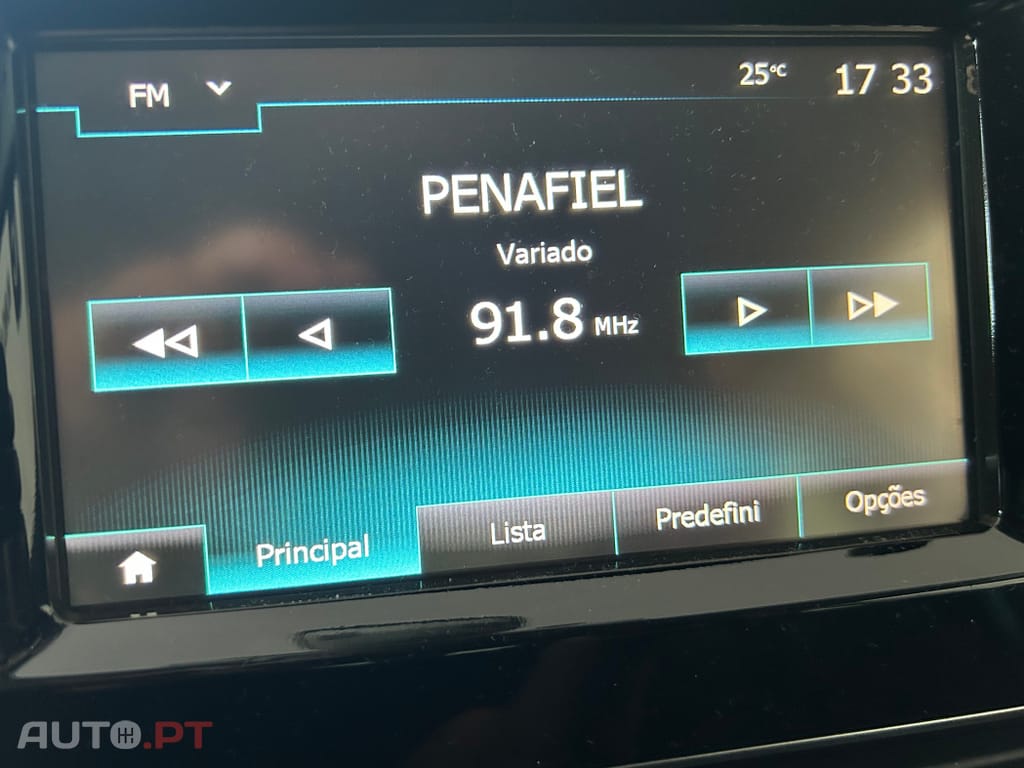 FM
25°C
17 33
PENAFIEL
Variado
91.8 MHz
Principal
Lista
Predefini
Opções
AUTO.PT